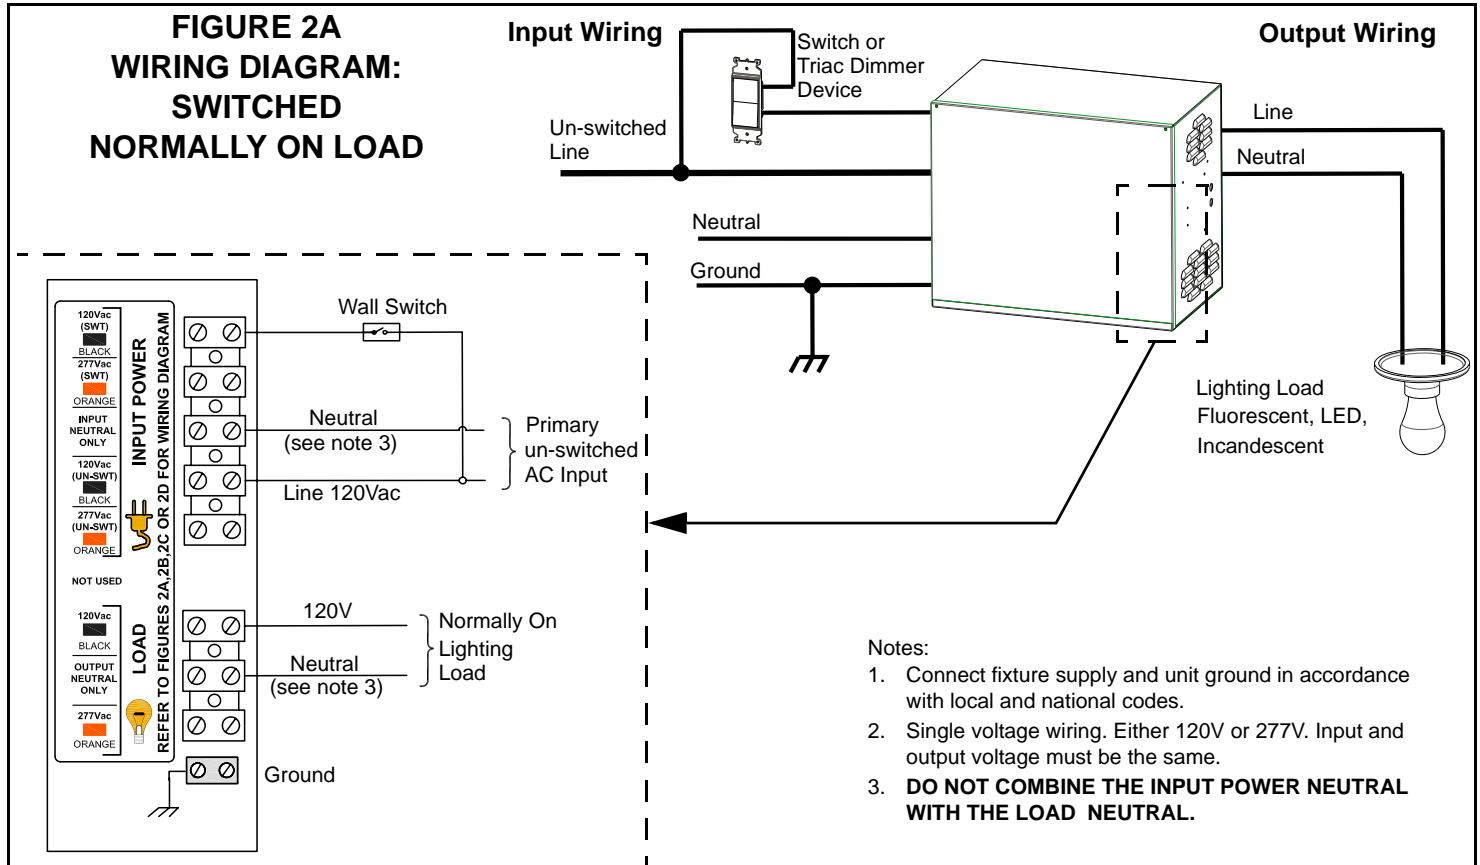 FIGURE 2A
WIRING DIAGRAM:
SWITCHED
NORMALLY ON LOAD
Input Wiring
Switch or
Triac Dimmer
Device
Un-switched
Line
Neutral
Ground
Output Wiring
Line
Neutral
Lighting Load
Fluorescent, LED,
Incandescent
120Vac
(SWT)
BLACK
277Vac
(SWT)
ORANGE
INPUT
NEUTRAL
ONLY
120Vac
(UN-SWT)
BLACK
277Vac
(UN-SWT)
ORANGE
NOT USED
120Vac
BLACK
OUTPUT
NEUTRAL
ONLY
277Vac
ORANGE
INPUT POWER
LOAD
REFER TO FIGURES 2A,2B,2C OR 2D FOR WIRING DIAGRAM
Wall Switch
Neutral
(see note 3)
Line 120Vac
Primary
un-switched
AC Input
120V
Neutral
(see note 3)
Normally On
Lighting
Load
Ground
Notes:
1. Connect fixture supply and unit ground in accordance
with local and national codes.
2. Single voltage wiring. Either 120V or 277V. Input and
output voltage must be the same.
3. DO NOT COMBINE THE INPUT POWER NEUTRAL
WITH THE LOAD NEUTRAL.